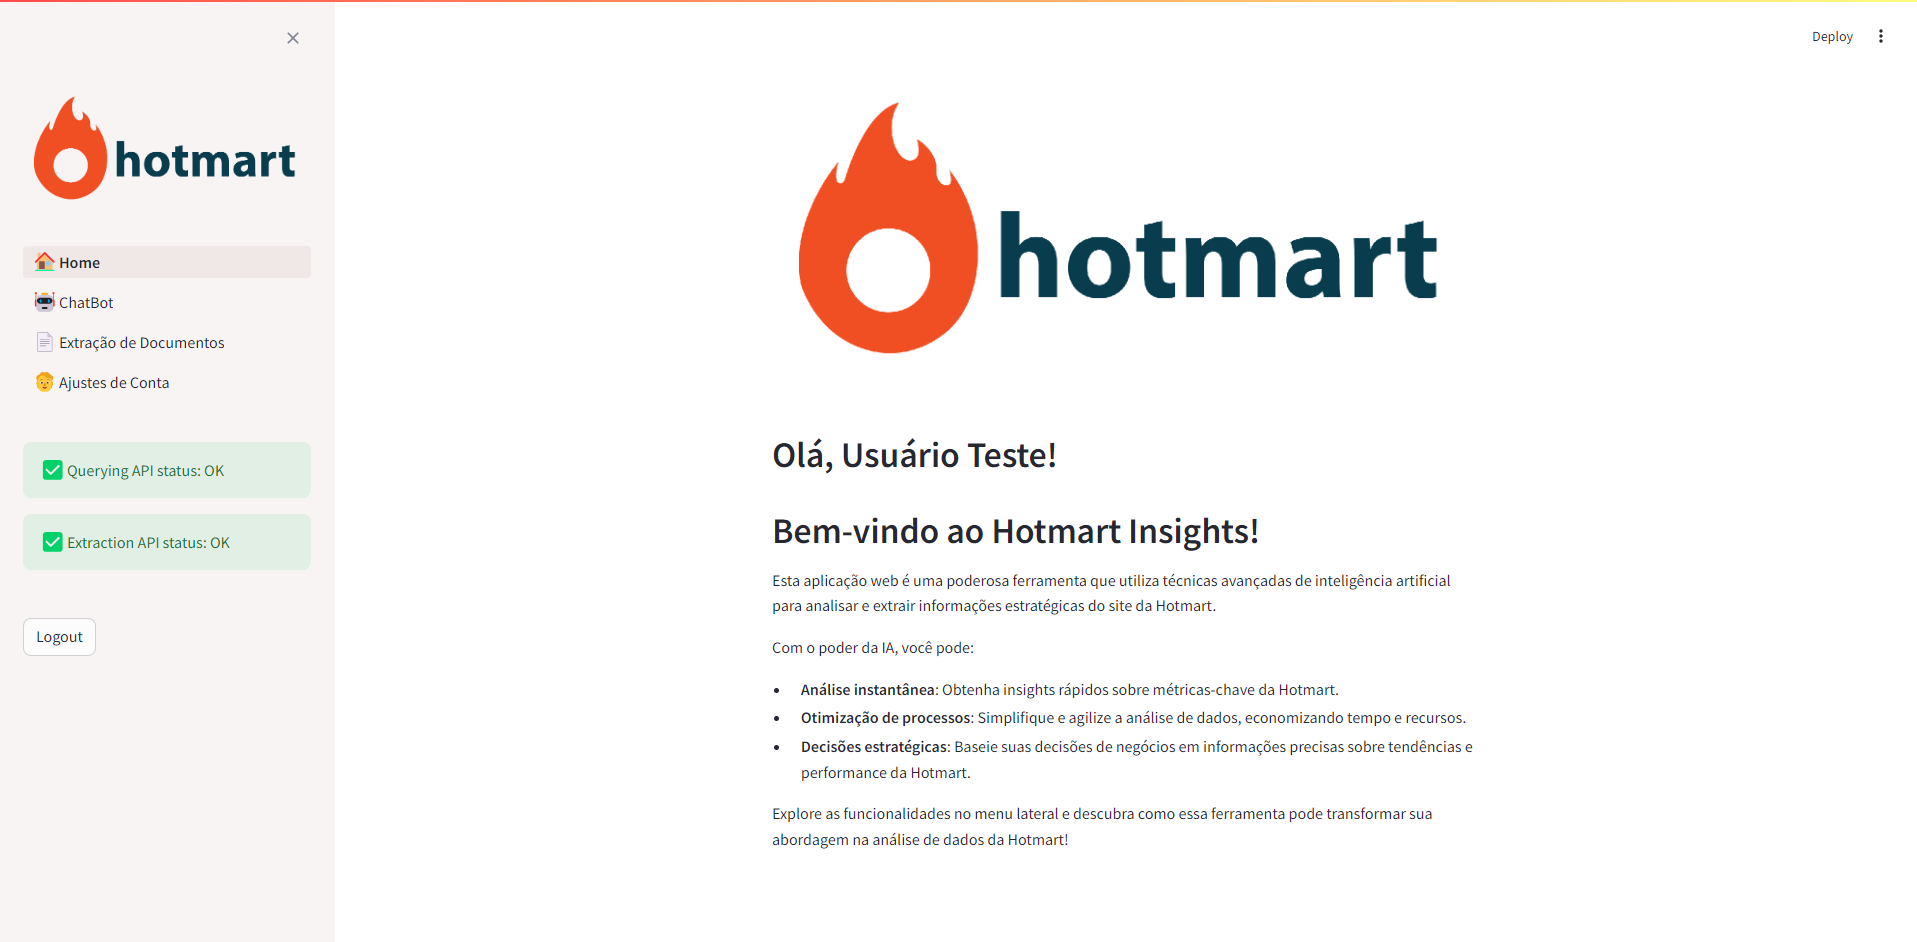 hotmart
Home
ChatBot
Extração de Documentos
Ajustes de Conta
Querying API status: OK
Extraction API status: OK
Logout
Deploy
hotmart
Olá, Usuário Teste!
Bem-vindo ao Hotmart Insights!
Esta aplicação web é uma poderosa ferramenta que utiliza técnicas avançadas de inteligência artificial
para analisar e extrair informações estratégicas do site da Hotmart.
Com o poder da IA, você pode:
• Análise instantânea: Obtenha insights rápidos sobre métricas-chave da Hotmart.
• Otimização de processos: Simplifique e agilize a análise de dados, economizando tempo e recursos.
• Decisões estratégicas: Baseie suas decisões de negócios em informações precisas sobre tendências e
performance da Hotmart.
Explore as funcionalidades no menu lateral e descubra como essa ferramenta pode transformar sua
abordagem na análise de dados da Hotmart!